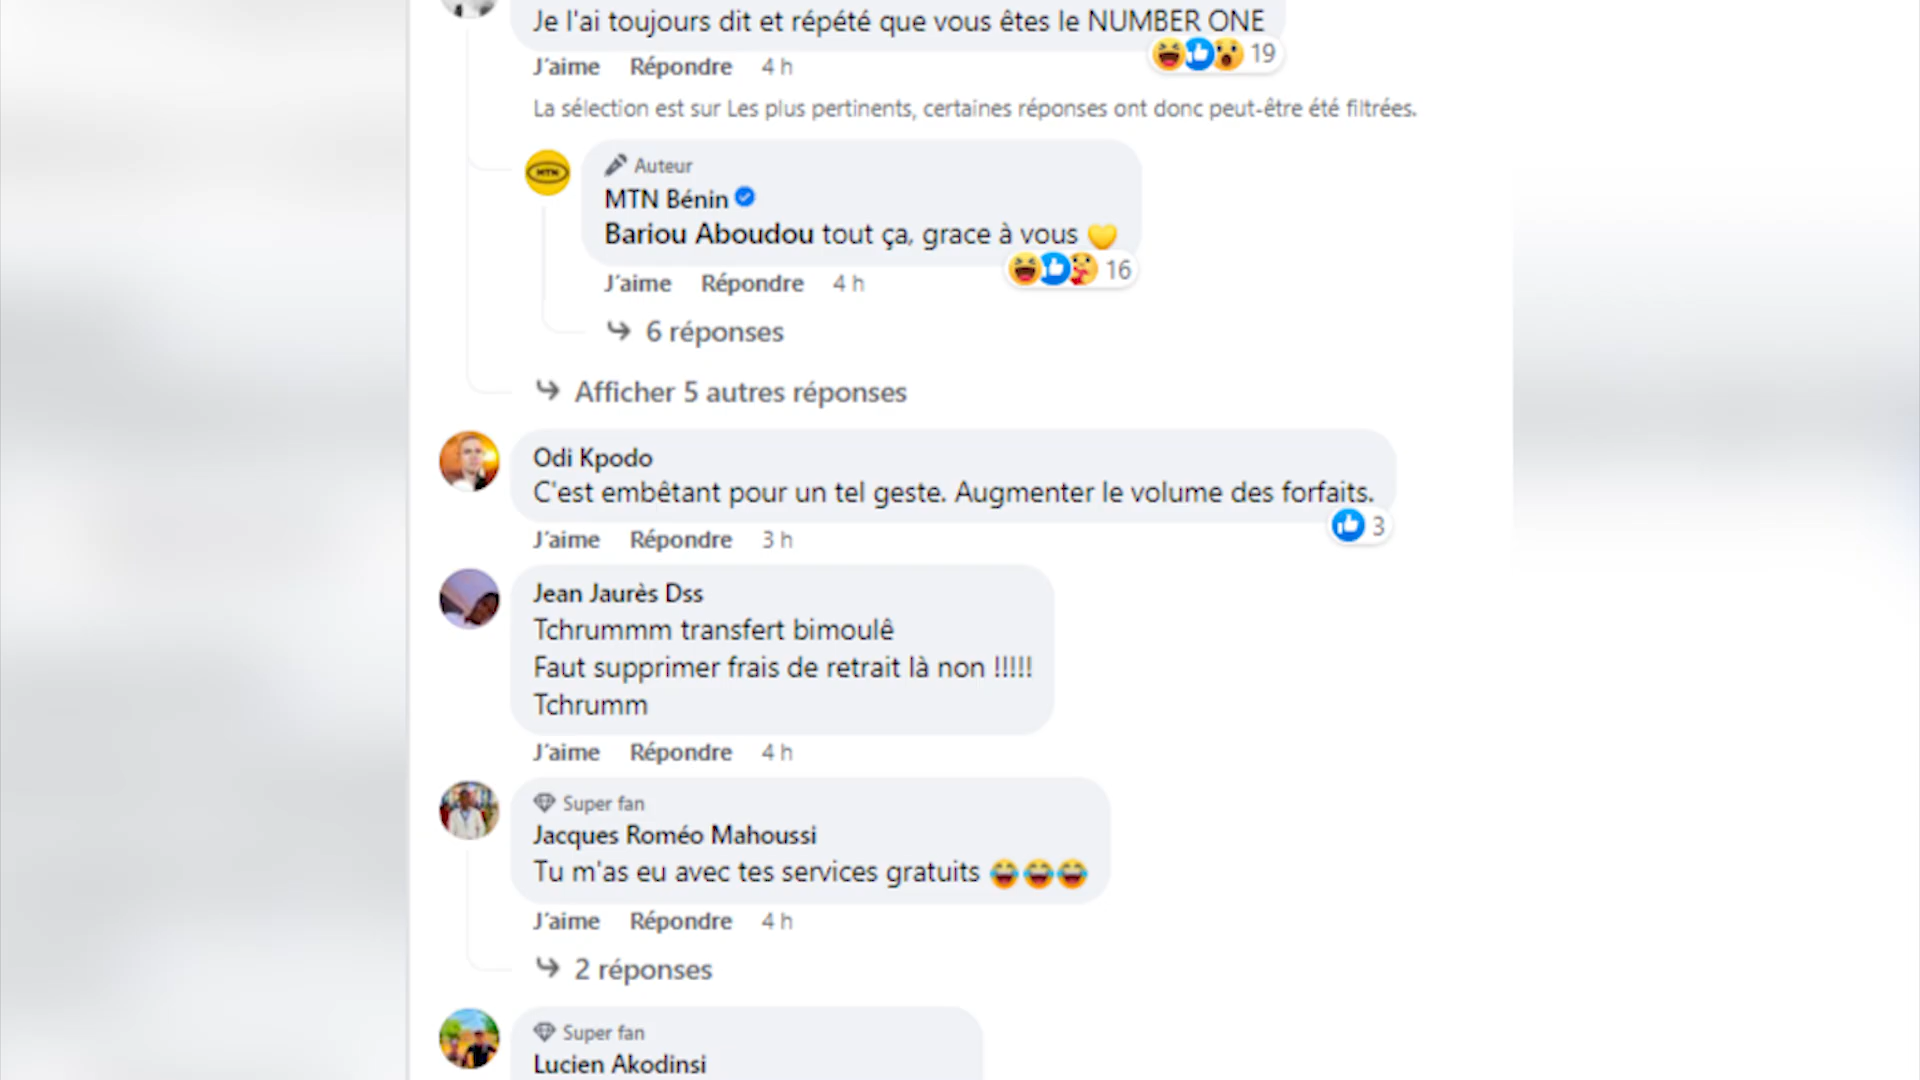 Je l'ai toujours dit et répété que vous êtes le NUMBER ONE
19
J'aime Répondre 4 h
La sélection est sur Les plus pertinents, certaines réponses ont donc peut-être été filtrées.
MTN
Auteur
MTN Bénin
Bariou Aboudou tout ça, grace à vous 💛
16
J'aime Répondre 4 h
6 réponses
Afficher 5 autres réponses
Odi Kpodo
C'est embêtant pour un tel geste. Augmenter le volume des forfaits.
3
J'aime Répondre 3 h
Jean Jaurès Dss
Tchrummm transfert bimoulê
Faut supprimer frais de retrait là non !!!!!
Tchrumm
J'aime Répondre 4 h
Super fan
Jacques Roméo Mahoussi
Tu m'as eu avec tes services gratuits 😂😂😂
J'aime Répondre 4 h
2 réponses
Super fan
Lucien Akodinsi